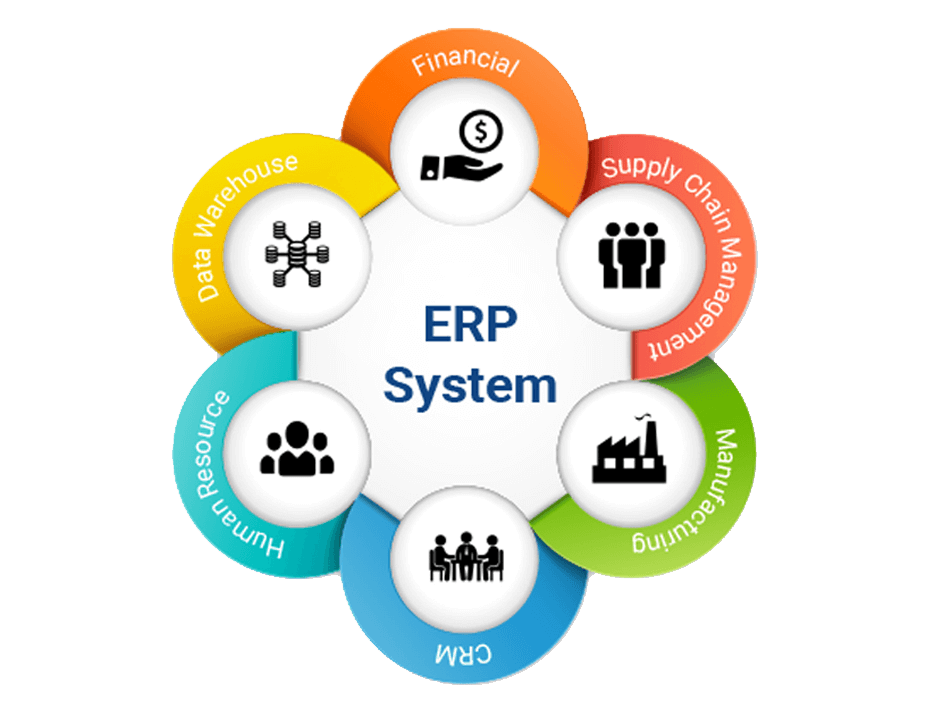 Financial
Supply Chain Management
Manufacturing
CRM
Human Resource
Data Warehouse
ERP
System
$